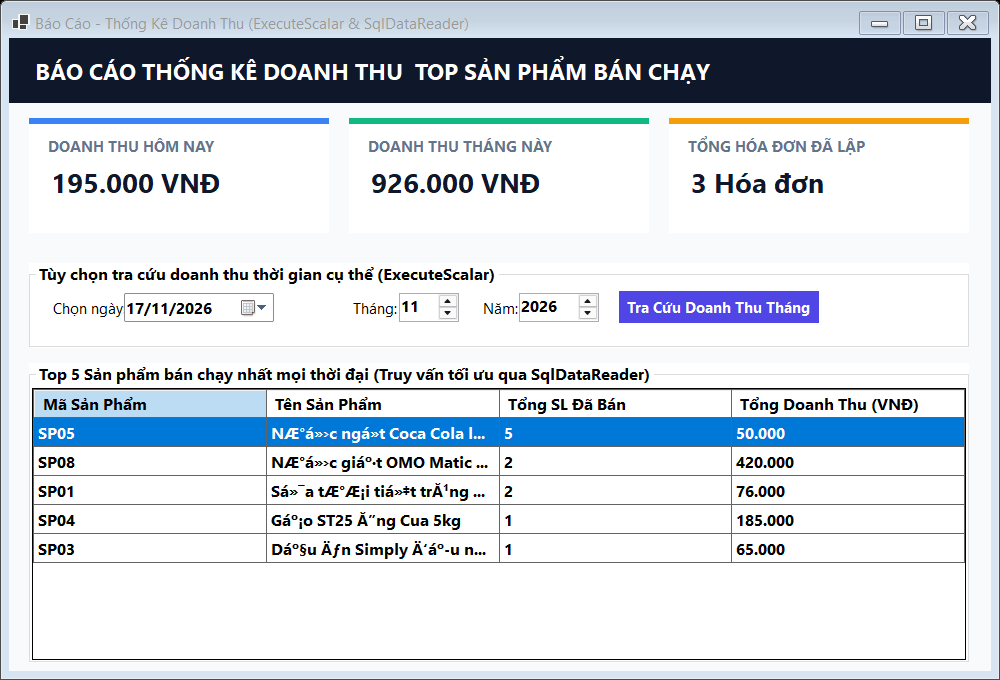 Báo Cáo - Thống Kê Doanh Thu (ExecuteScalar & SqlDataReader)
BÁO CÁO THỐNG KÊ DOANH THU  TOP SẢN PHẨM BÁN CHẠY
DOANH THU HÔM NAY
195.000 VNĐ
DOANH THU THÁNG NÀY
926.000 VNĐ
TỔNG HÓA ĐƠN ĐÃ LẬP
3 Hóa đơn
Tùy chọn tra cứu doanh thu thời gian cụ thể (ExecuteScalar)
Chọn ngày 17/11/2026 Tháng: 11 Năm: 2026 Tra Cứu Doanh Thu Tháng
Top 5 Sản phẩm bán chạy nhất mọi thời đại (Truy vấn tối ưu qua SqlDataReader)
Mã Sản Phẩm Tên Sản Phẩm Tổng SL Đã Bán Tổng Doanh Thu (VNĐ)
SP05 NÆ°á»›c ngá»t Coca Cola l... 5 50.000
SP08 NÆ°á»›c giáº·t OMO Matic ... 2 420.000
SP01 Sá»¯a tÆ°Æ¡i tiá»‡t trÃ¹ng ... 2 76.000
SP04 Gáº¡o ST25 Ã”ng Cua 5kg 1 185.000
SP03 Dáº§u Äƒn Simply Ä‘áº­u n... 1 65.000